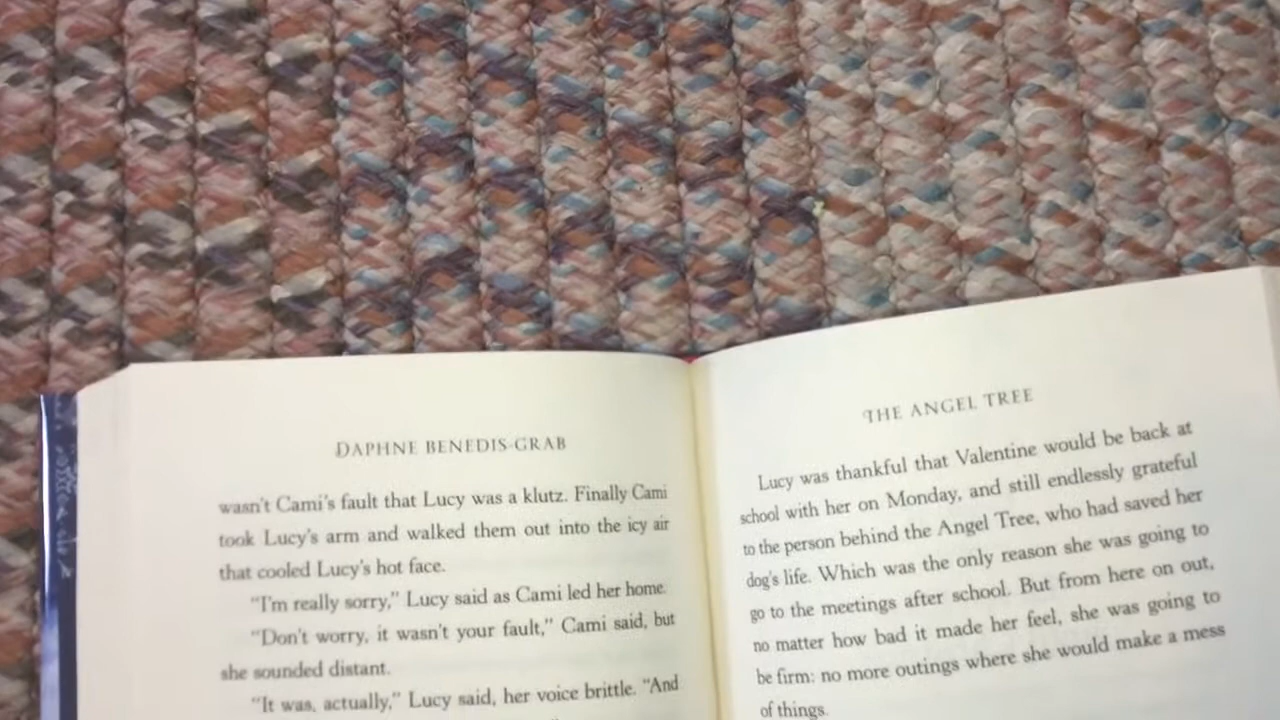 DAPHNE BENEDIS-GRAB
wasn't Cami's fault that Lucy was a klutz. Finally Cami
took Lucy's arm and walked them out into the icy air
that cooled Lucy's hot face.
"I'm really sorry," Lucy said as Cami led her home.
"Don't worry, it wasn't your fault," Cami said, but
she sounded distant.
"It was, actually," Lucy said, her voice brittle. "And
THE ANGEL TREE
Lucy was thankful that Valentine would be back at
school with her on Monday, and still endlessly grateful
to the person behind the Angel Tree, who had saved her
dog's life. Which was the only reason she was going to
go to the meetings after school. But from here on out,
no matter how bad it made her feel, she was going to
be firm: no more outings where she would make a mess
of things.